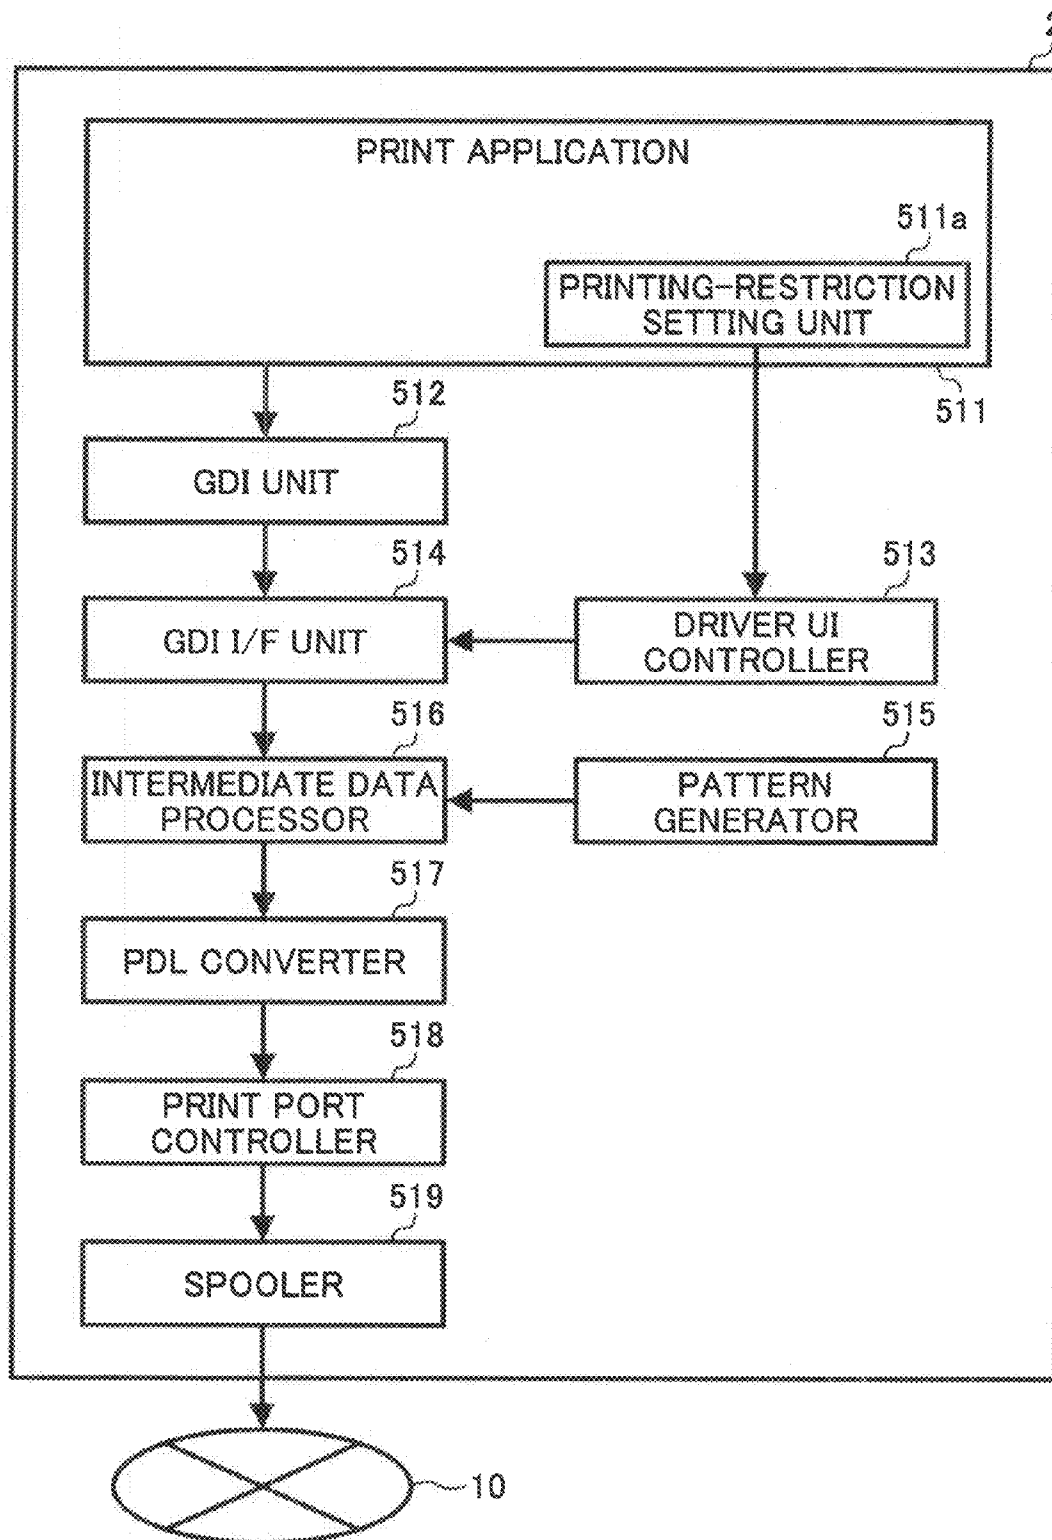 2
PRINT APPLICATION
511a
PRINTING-RESTRICTION
SETTING UNIT
511
512
GDI UNIT
514
GDI I/F UNIT
513
DRIVER UI
CONTROLLER
516
INTERMEDIATE DATA
PROCESSOR
515
PATTERN
GENERATOR
517
PDL CONVERTER
518
PRINT PORT
CONTROLLER
519
SPOOLER
10